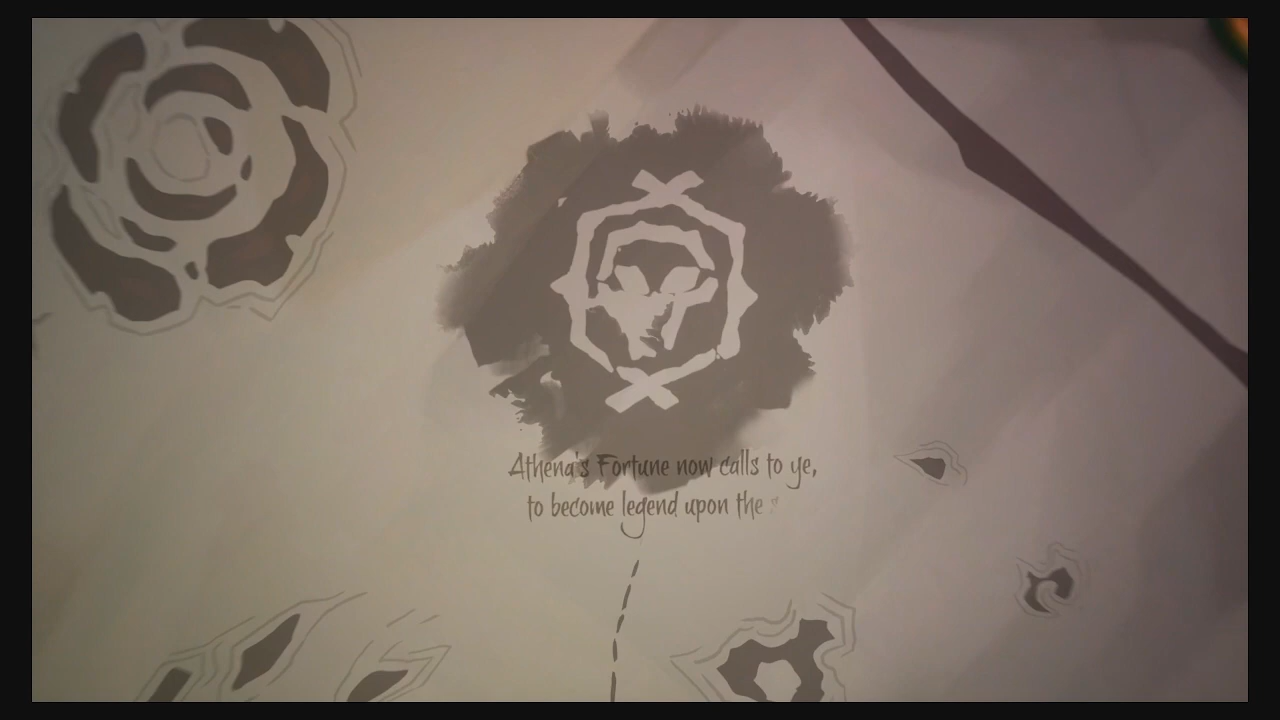 Athena's Fortune now calls to ye,
to become legend upon the s